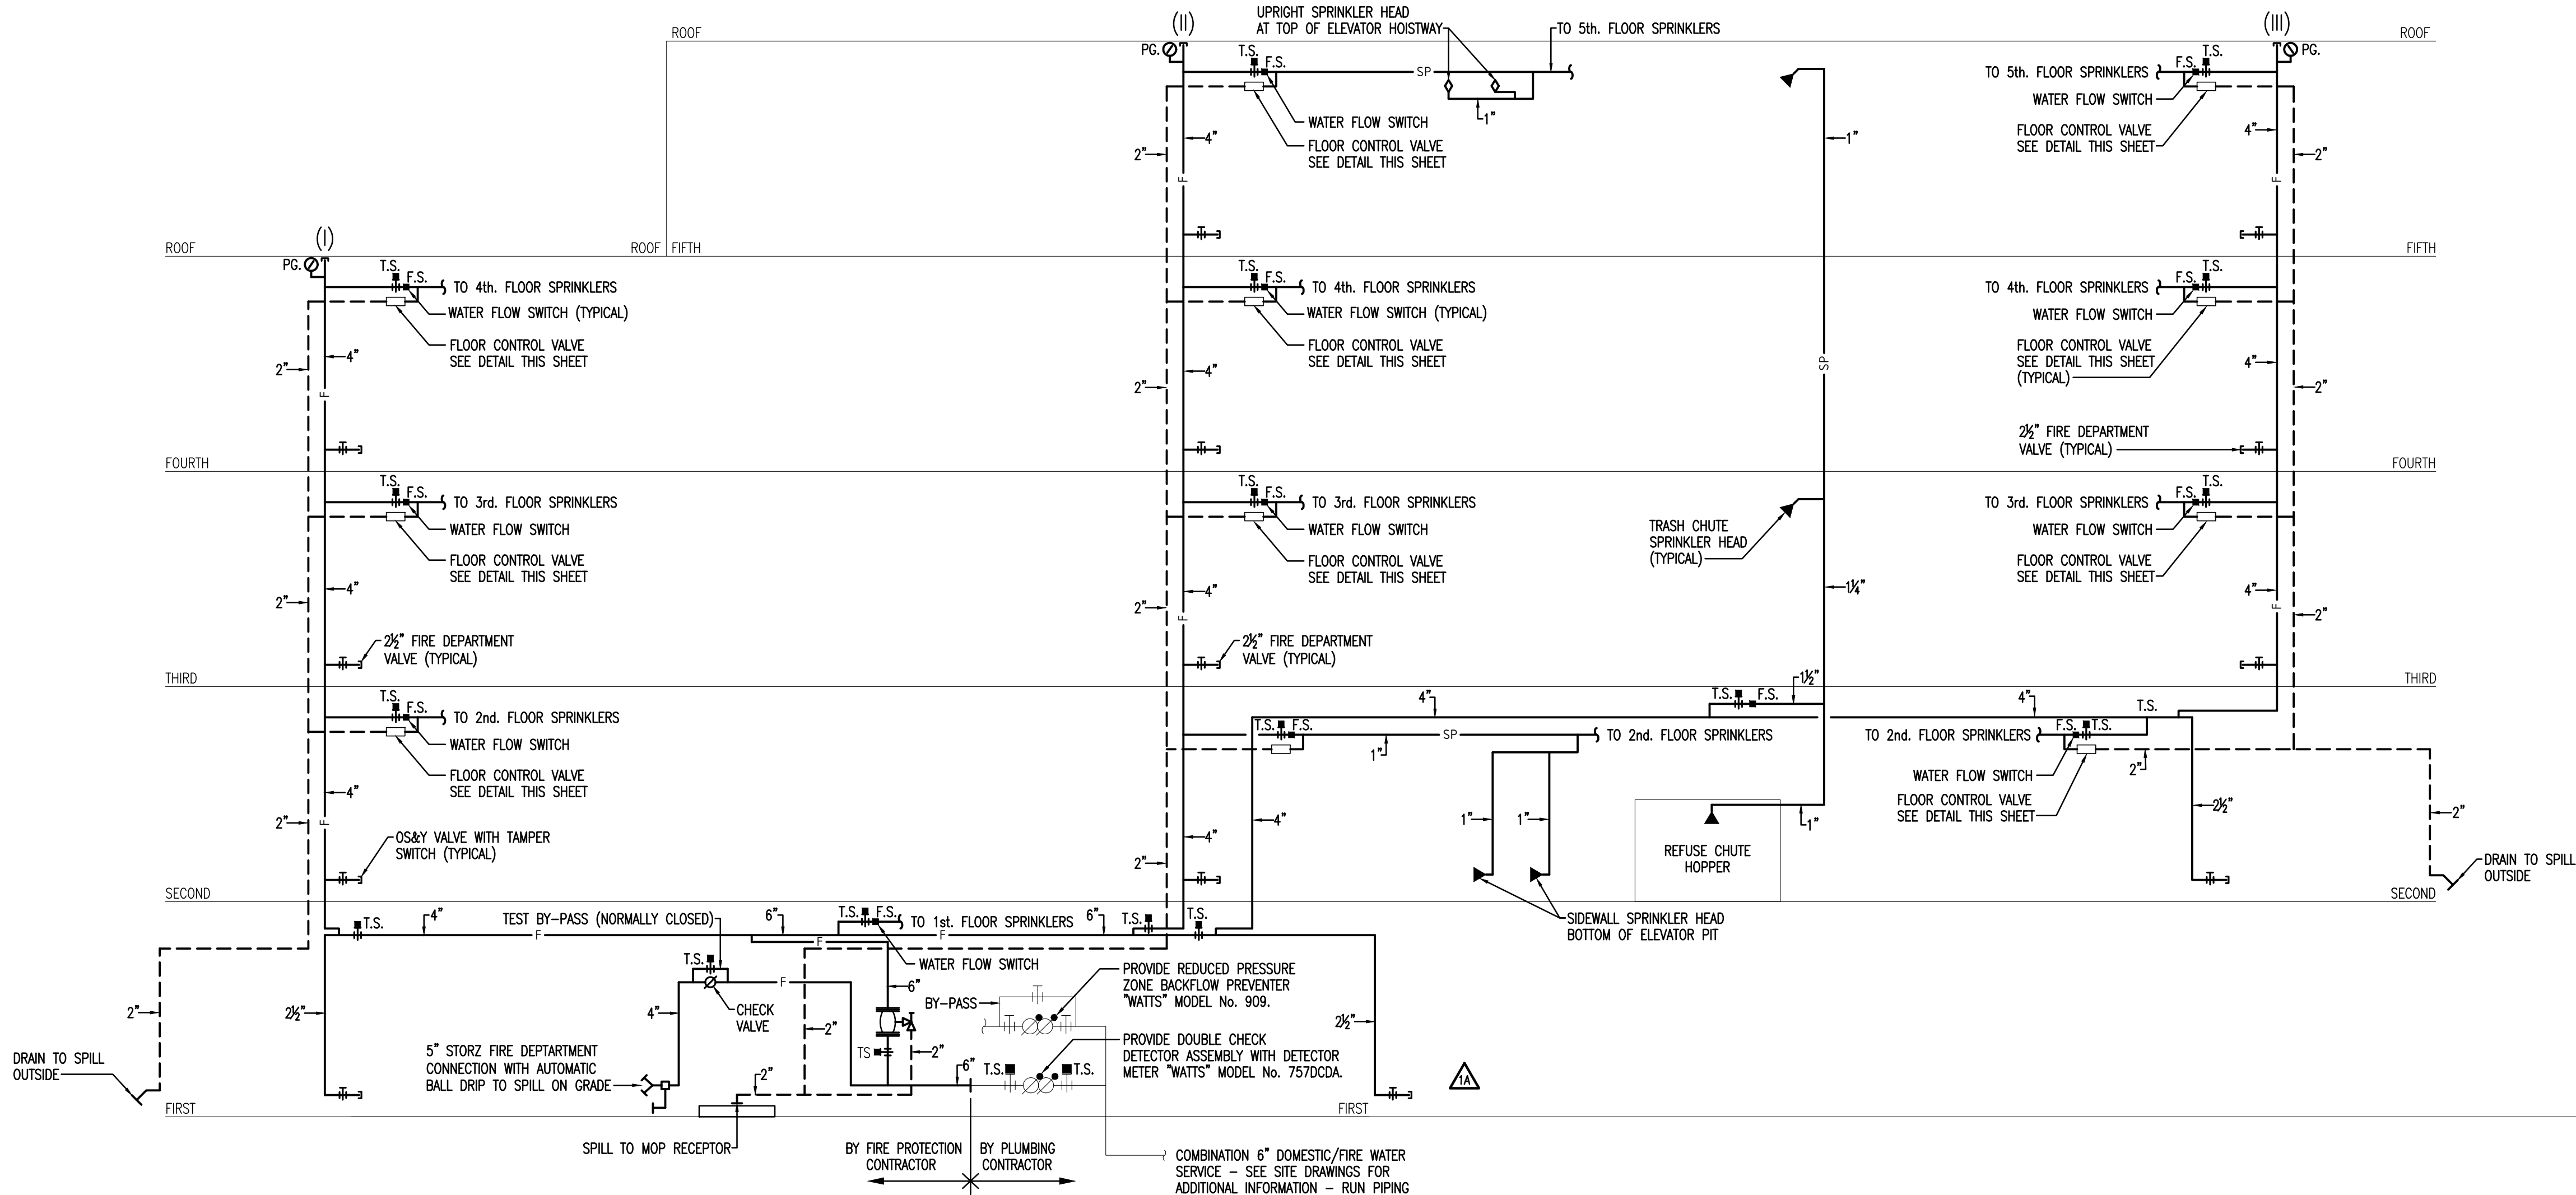 (I)
(II)
(III)
ROOF
ROOF
UPRIGHT SPRINKLER HEAD
AT TOP OF ELEVATOR HOISTWAY
TO 5th. FLOOR SPRINKLERS
PG.
T.S.
F.S.
SP
1"
WATER FLOW SWITCH
FLOOR CONTROL VALVE
SEE DETAIL THIS SHEET
4"
2"
F
1"
PG.
T.S.
F.S.
TO 5th. FLOOR SPRINKLERS
WATER FLOW SWITCH
FLOOR CONTROL VALVE
SEE DETAIL THIS SHEET
4"
2"
F
ROOF
ROOF
FIFTH
FIFTH
PG.
T.S.
F.S.
TO 4th. FLOOR SPRINKLERS
WATER FLOW SWITCH (TYPICAL)
FLOOR CONTROL VALVE
SEE DETAIL THIS SHEET
4"
2"
F
T.S.
F.S.
TO 4th. FLOOR SPRINKLERS
WATER FLOW SWITCH (TYPICAL)
FLOOR CONTROL VALVE
SEE DETAIL THIS SHEET
4"
2"
SP
T.S.
F.S.
TO 4th. FLOOR SPRINKLERS
WATER FLOW SWITCH
FLOOR CONTROL VALVE
SEE DETAIL THIS SHEET
(TYPICAL)
4"
2"
2½" FIRE DEPARTMENT
VALVE (TYPICAL)
FOURTH
FOURTH
T.S.
F.S.
TO 3rd. FLOOR SPRINKLERS
WATER FLOW SWITCH
FLOOR CONTROL VALVE
SEE DETAIL THIS SHEET
4"
2"
2½" FIRE DEPARTMENT
VALVE (TYPICAL)
T.S.
F.S.
TO 3rd. FLOOR SPRINKLERS
WATER FLOW SWITCH
FLOOR CONTROL VALVE
SEE DETAIL THIS SHEET
4"
2"
F
2½" FIRE DEPARTMENT
VALVE (TYPICAL)
TRASH CHUTE
SPRINKLER HEAD
(TYPICAL)
1¼"
T.S.
F.S.
TO 3rd. FLOOR SPRINKLERS
WATER FLOW SWITCH
FLOOR CONTROL VALVE
SEE DETAIL THIS SHEET
4"
2"
F
THIRD
THIRD
T.S.
F.S.
TO 2nd. FLOOR SPRINKLERS
WATER FLOW SWITCH
FLOOR CONTROL VALVE
SEE DETAIL THIS SHEET
4"
2"
F
OS&Y VALVE WITH TAMPER
SWITCH (TYPICAL)
4"
T.S.
F.S.
1½"
4"
T.S.
T.S.
F.S.
SP
1"
TO 2nd. FLOOR SPRINKLERS
TO 2nd. FLOOR SPRINKLERS
F.S.
T.S.
2"
WATER FLOW SWITCH
FLOOR CONTROL VALVE
SEE DETAIL THIS SHEET
4"
2"
4"
1"
1"
1"
REFUSE CHUTE
HOPPER
2½"
2"
DRAIN TO SPILL
OUTSIDE
SIDEWALL SPRINKLER HEAD
BOTTOM OF ELEVATOR PIT
SECOND
SECOND
T.S.
4"
F
TEST BY-PASS (NORMALLY CLOSED)
6"
T.S.
F.S.
TO 1st. FLOOR SPRINKLERS
6"
T.S.
T.S.
F
F
WATER FLOW SWITCH
T.S.
F
CHECK
VALVE
4"
2"
6"
TS
2"
6"
BY-PASS
PROVIDE REDUCED PRESSURE
ZONE BACKFLOW PREVENTER
"WATTS" MODEL No. 909.
PROVIDE DOUBLE CHECK
DETECTOR ASSEMBLY WITH DETECTOR
METER "WATTS" MODEL No. 757DCDA.
T.S.
T.S.
2½"
1A
2"
2½"
DRAIN TO SPILL
OUTSIDE
5" STORZ FIRE DEPTARTMENT
CONNECTION WITH AUTOMATIC
BALL DRIP TO SPILL ON GRADE
2"
FIRST
FIRST
SPILL TO MOP RECEPTOR
BY FIRE PROTECTION
CONTRACTOR
BY PLUMBING
CONTRACTOR
COMBINATION 6" DOMESTIC/FIRE WATER
SERVICE – SEE SITE DRAWINGS FOR
ADDITIONAL INFORMATION – RUN PIPING